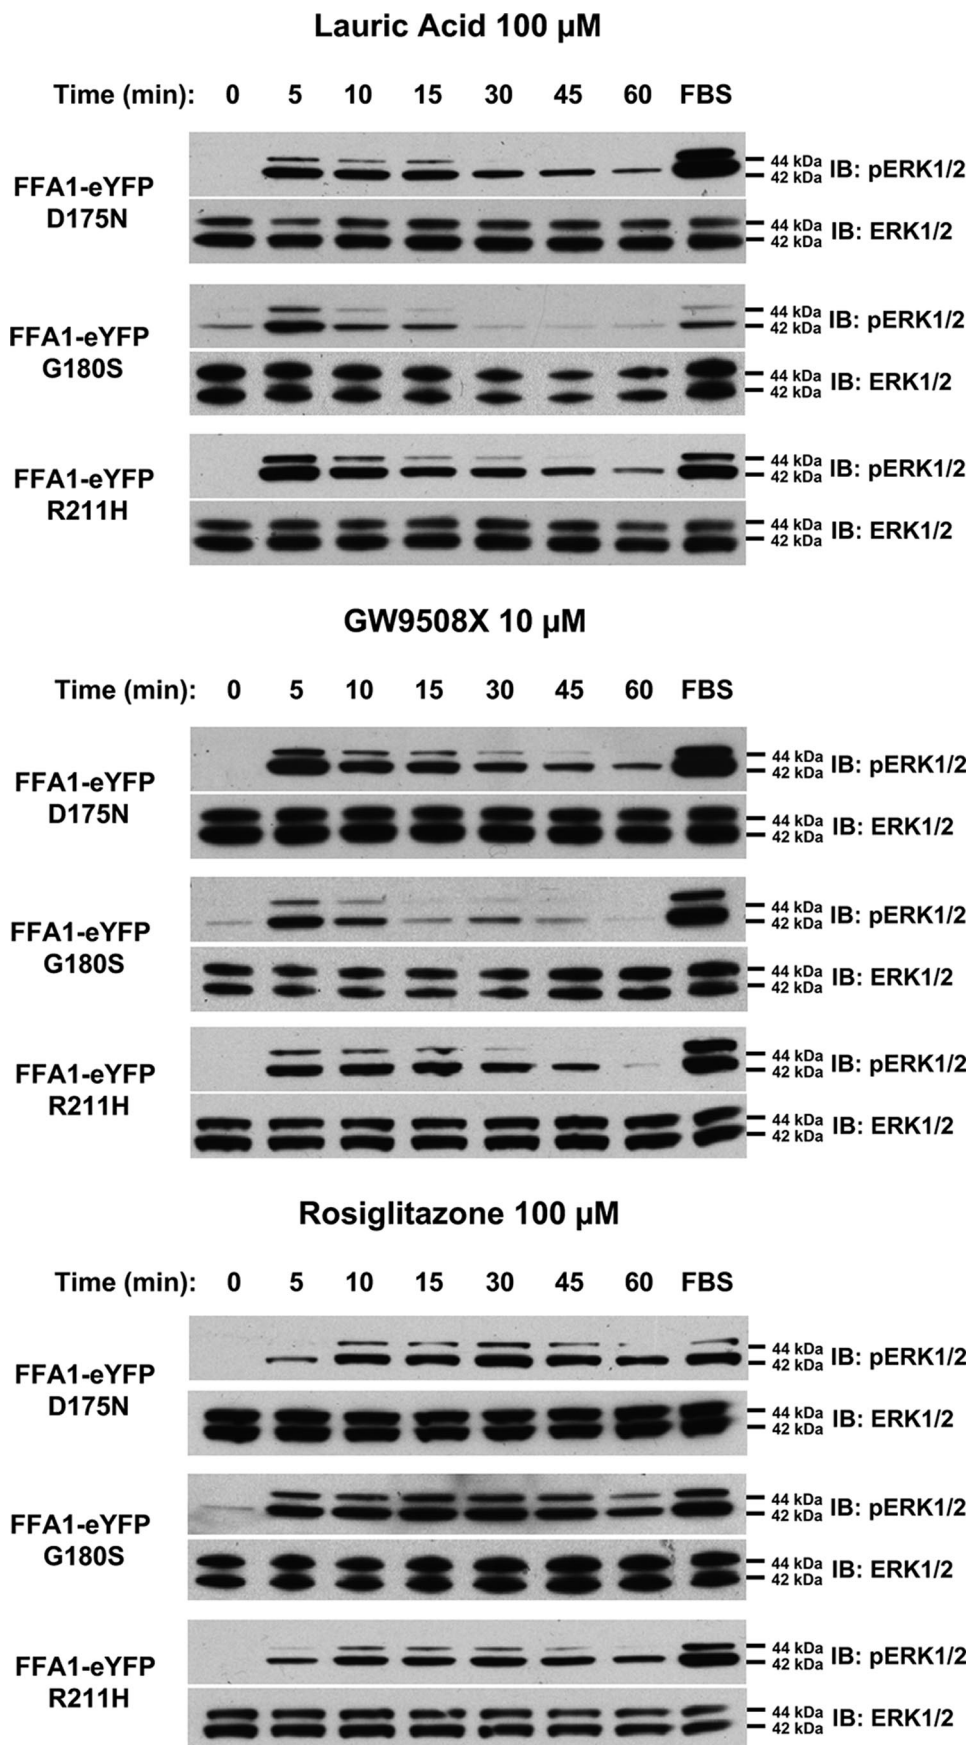 Lauric Acid 100 µM
Time (min): 0 5 10 15 30 45 60 FBS
FFA1-eYFP
D175N
44 kDa
42 kDa
IB: pERK1/2
44 kDa
42 kDa
IB: ERK1/2
FFA1-eYFP
G180S
44 kDa
42 kDa
IB: pERK1/2
44 kDa
42 kDa
IB: ERK1/2
FFA1-eYFP
R211H
44 kDa
42 kDa
IB: pERK1/2
44 kDa
42 kDa
IB: ERK1/2
GW9508X 10 µM
Time (min): 0 5 10 15 30 45 60 FBS
FFA1-eYFP
D175N
44 kDa
42 kDa
IB: pERK1/2
44 kDa
42 kDa
IB: ERK1/2
FFA1-eYFP
G180S
44 kDa
42 kDa
IB: pERK1/2
44 kDa
42 kDa
IB: ERK1/2
FFA1-eYFP
R211H
44 kDa
42 kDa
IB: pERK1/2
44 kDa
42 kDa
IB: ERK1/2
Rosiglitazone 100 µM
Time (min): 0 5 10 15 30 45 60 FBS
FFA1-eYFP
D175N
44 kDa
42 kDa
IB: pERK1/2
44 kDa
42 kDa
IB: ERK1/2
FFA1-eYFP
G180S
44 kDa
42 kDa
IB: pERK1/2
44 kDa
42 kDa
IB: ERK1/2
FFA1-eYFP
R211H
44 kDa
42 kDa
IB: pERK1/2
44 kDa
42 kDa
IB: ERK1/2